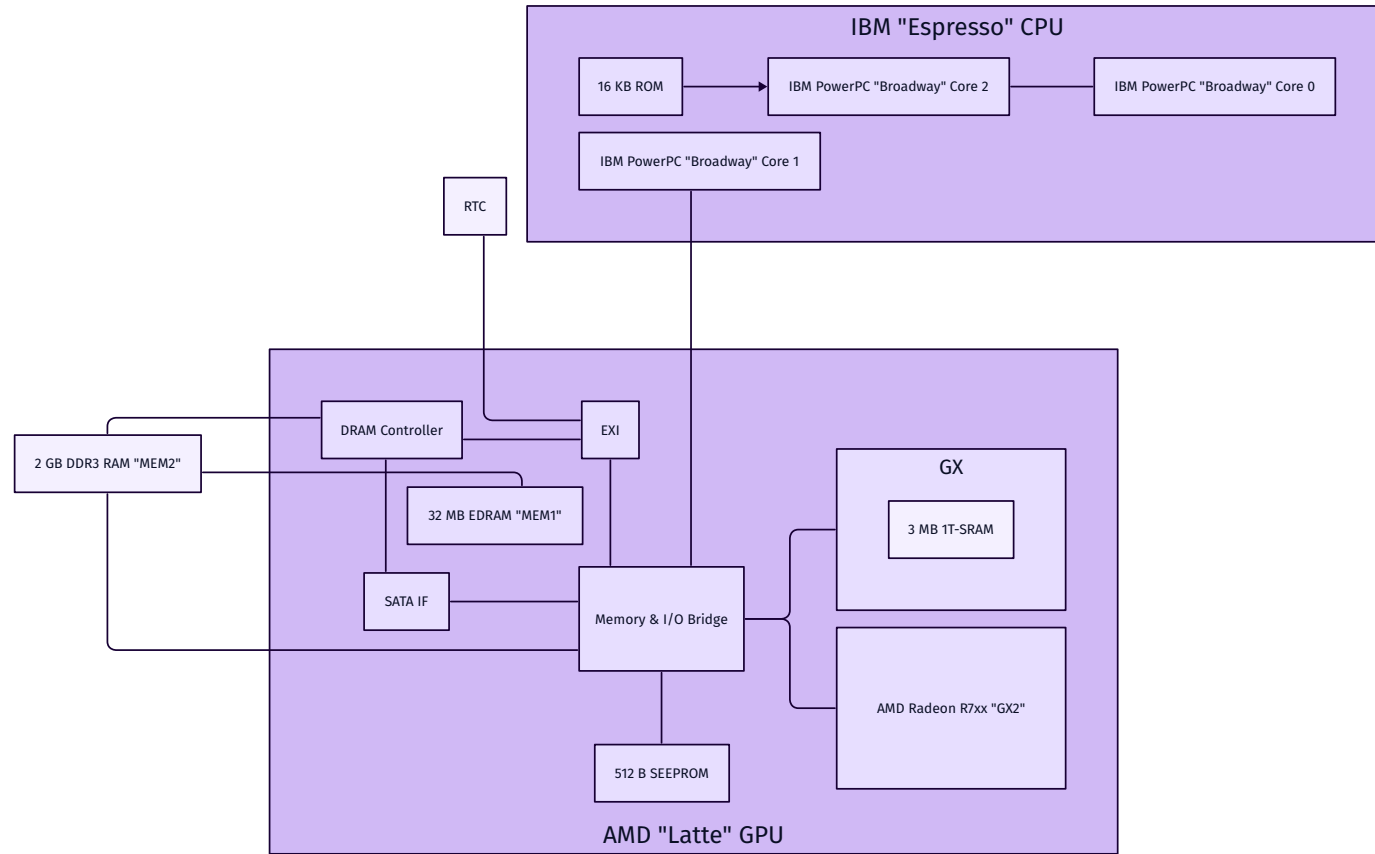 IBM "Espresso" CPU
16 KB ROM
IBM PowerPC "Broadway" Core 2
IBM PowerPC "Broadway" Core 0
IBM PowerPC "Broadway" Core 1
RTC
DRAM Controller
EXI
2 GB DDR3 RAM "MEM2"
GX
32 MB EDRAM "MEM1"
3 MB 1T-SRAM
SATA IF
Memory & I/O Bridge
AMD Radeon R7xx "GX2"
512 B SEEPROM
AMD "Latte" GPU